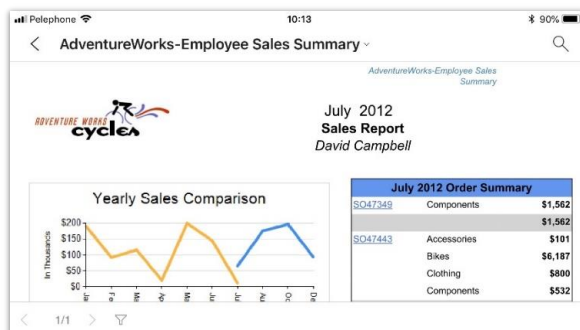 Pelephone 10:13 90%
AdventureWorks-Employee Sales Summary
AdventureWorks-Employee Sales
Summary
ADVENTURE WORKS
cycles
July 2012
Sales Report
David Campbell
Yearly Sales Comparison
In Thousands
$200
$150
$100
$50
$0
July 2012 Order Summary
SO47349 Components $1,562
$1,562
SO47443 Accessories $101
Bikes $6,187
Clothing $800
Components $532
1/1